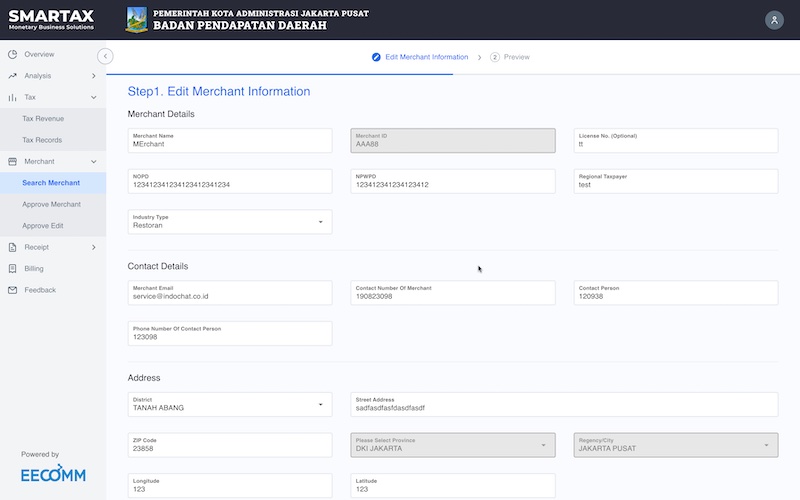 SMARTAX
Monetary Business Solutions
PEMERINTAH KOTA ADMINISTRASI JAKARTA PUSAT
BADAN PENDAPATAN DAERAH
Overview
Analysis
Tax
Tax Revenue
Tax Records
Merchant
Search Merchant
Approve Merchant
Approve Edit
Receipt
Billing
Feedback
Powered by
EECOMM
Edit Merchant Information
2 Preview
Step1. Edit Merchant Information
Merchant Details
Merchant Name
MErchant
Merchant ID
AAA88
License No. (Optional)
tt
NOPD
123412341234123412341234
NPWPD
123412341234123412
Regional Taxpayer
test
Industry Type
Restoran
Contact Details
Merchant Email
service@indochat.co.id
Contact Number Of Merchant
190823098
Contact Person
120938
Phone Number Of Contact Person
123098
Address
District
TANAH ABANG
Street Address
sadfasdfasfdasdfasdf
ZIP Code
23858
Please Select Province
DKI JAKARTA
Regency/City
JAKARTA PUSAT
Longitude
123
Latitude
123